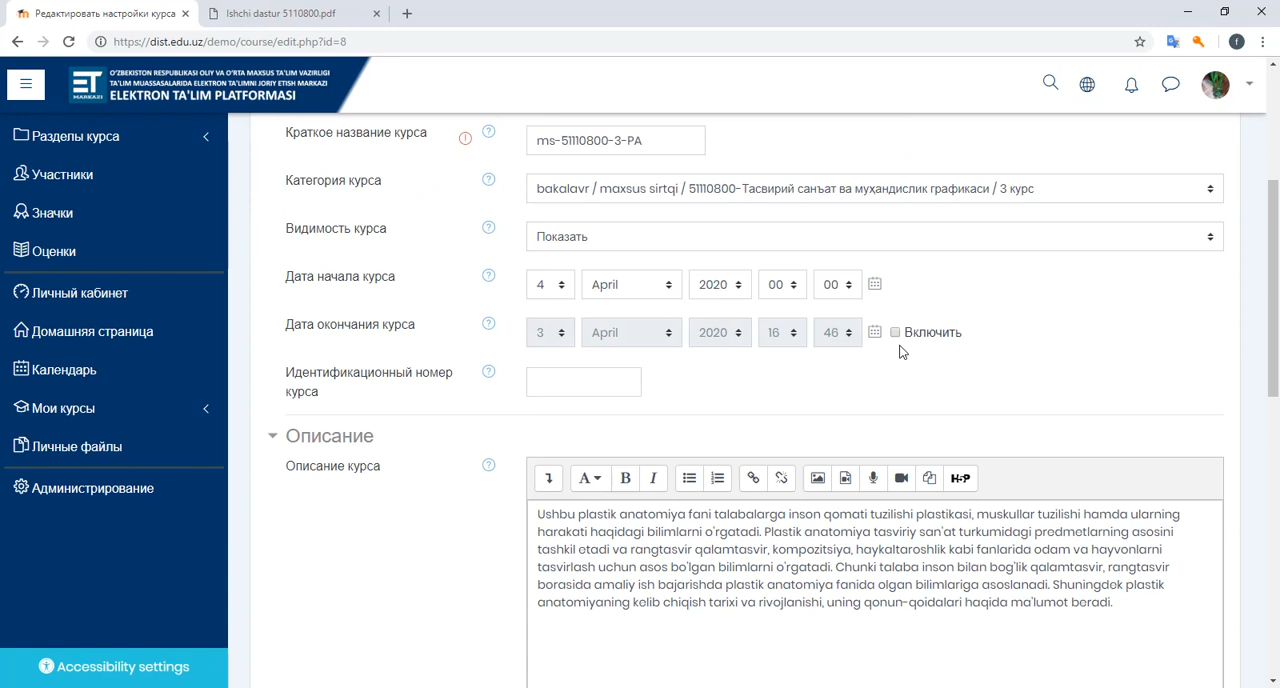 Редактировать настройки курса
Ishchi dastur 5110800.pdf
https://dist.edu.uz/demo/course/edit.php?id=8
f
ET
MARKAZI
O'ZBEKISTON RESPUBLIKASI OLIY VA O'RTA MAXSUS TA'LIM VAZIRLIGI
TA'LIM MUASSASALARIDA ELEKTRON TA'LIMNI JORIY ETISH MARKAZI
ELEKTRON TA'LIM PLATFORMASI
Разделы курса
Участники
Значки
Оценки
Личный кабинет
Домашняя страница
Календарь
Мои курсы
Личные файлы
Администрирование
Accessibility settings
Краткое название курса
ms-51110800-3-PA
Категория курса
bakalavr / maxsus sirtqi / 51110800-Тасвирий санъат ва муҳандислик графикаси / 3 курс
Видимость курса
Показать
Дата начала курса
4 April 2020 00 00
Дата окончания курса
3 April 2020 16 46 Включить
Идентификационный номер
курса
Описание
Описание курса
A B I H5P
Ushbu plastik anatomiya fani talabalarga inson qomati tuzilishi plastikasi, muskullar tuzilishi hamda ularning
harakati haqidagi bilimlarni o'rgatadi. Plastik anatomiya tasviriy san'at turkumidagi predmetlarning asosini
tashkil etadi va rangtasvir qalamtasvir, kompozitsiya, haykaltaroshlik kabi fanlarida odam va hayvonlarni
tasvirlash uchun asos bo'lgan bilimlarni o'rgatadi. Chunki talaba inson bilan bog'lik qalamtasvir, rangtasvir
borasida amaliy ish bajarishda plastik anatomiya fanida olgan bilimlariga asoslanadi. Shuningdek plastik
anatomiyaning kelib chiqish tarixi va rivojlanishi, uning qonun-qoidalari haqida ma'lumot beradi.